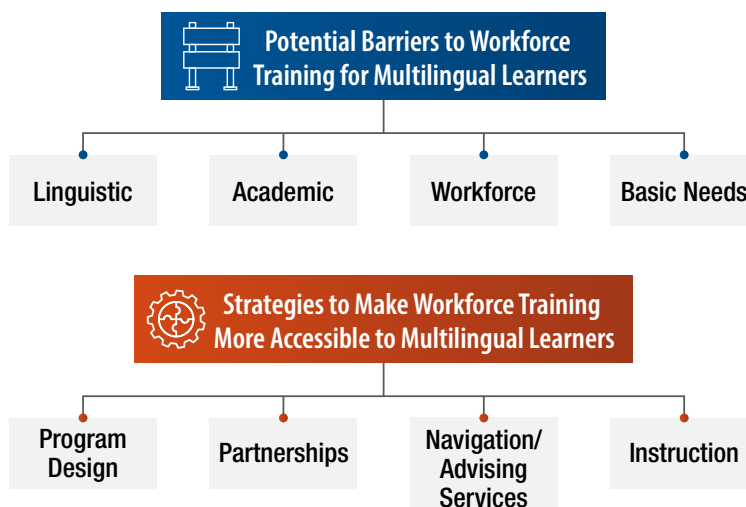 Potential Barriers to Workforce
Training for Multilingual Learners
Linguistic
Academic
Workforce
Basic Needs
Strategies to Make Workforce Training
More Accessible to Multilingual Learners
Program
Design
Partnerships
Navigation/
Advising
Services
Instruction